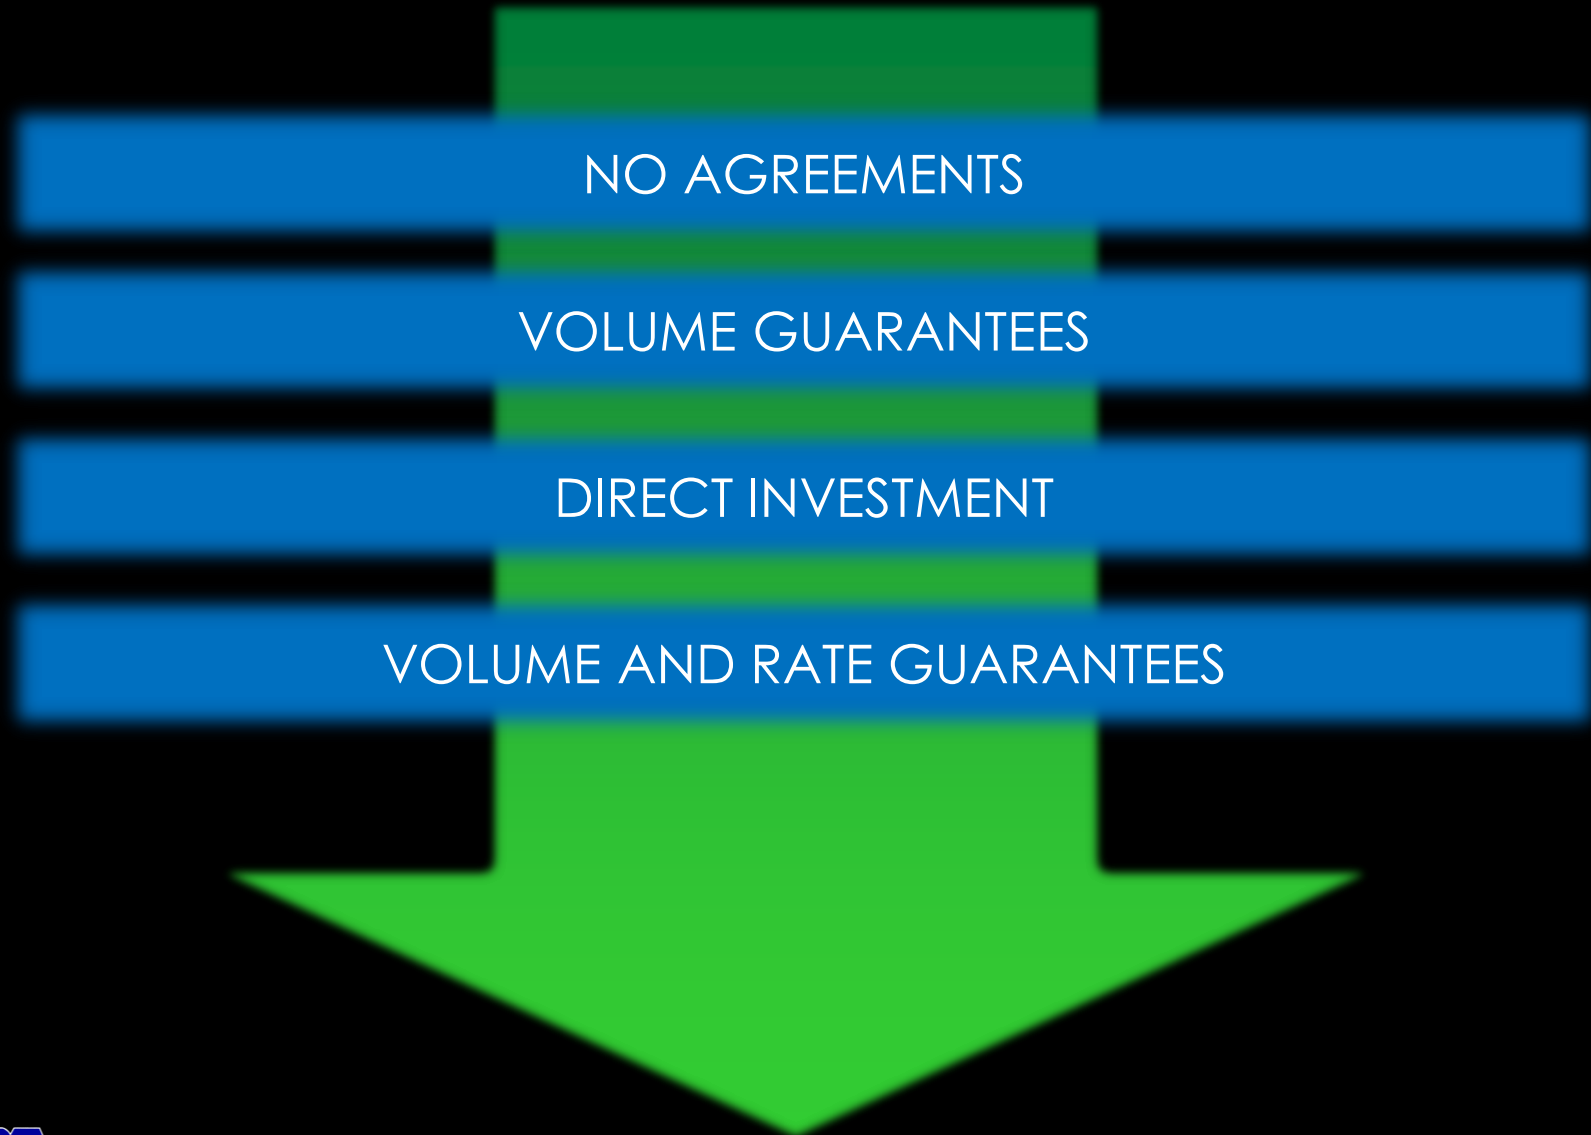 NO AGREEMENTS
VOLUME GUARANTEES
DIRECT INVESTMENT
VOLUME AND RATE GUARANTEES